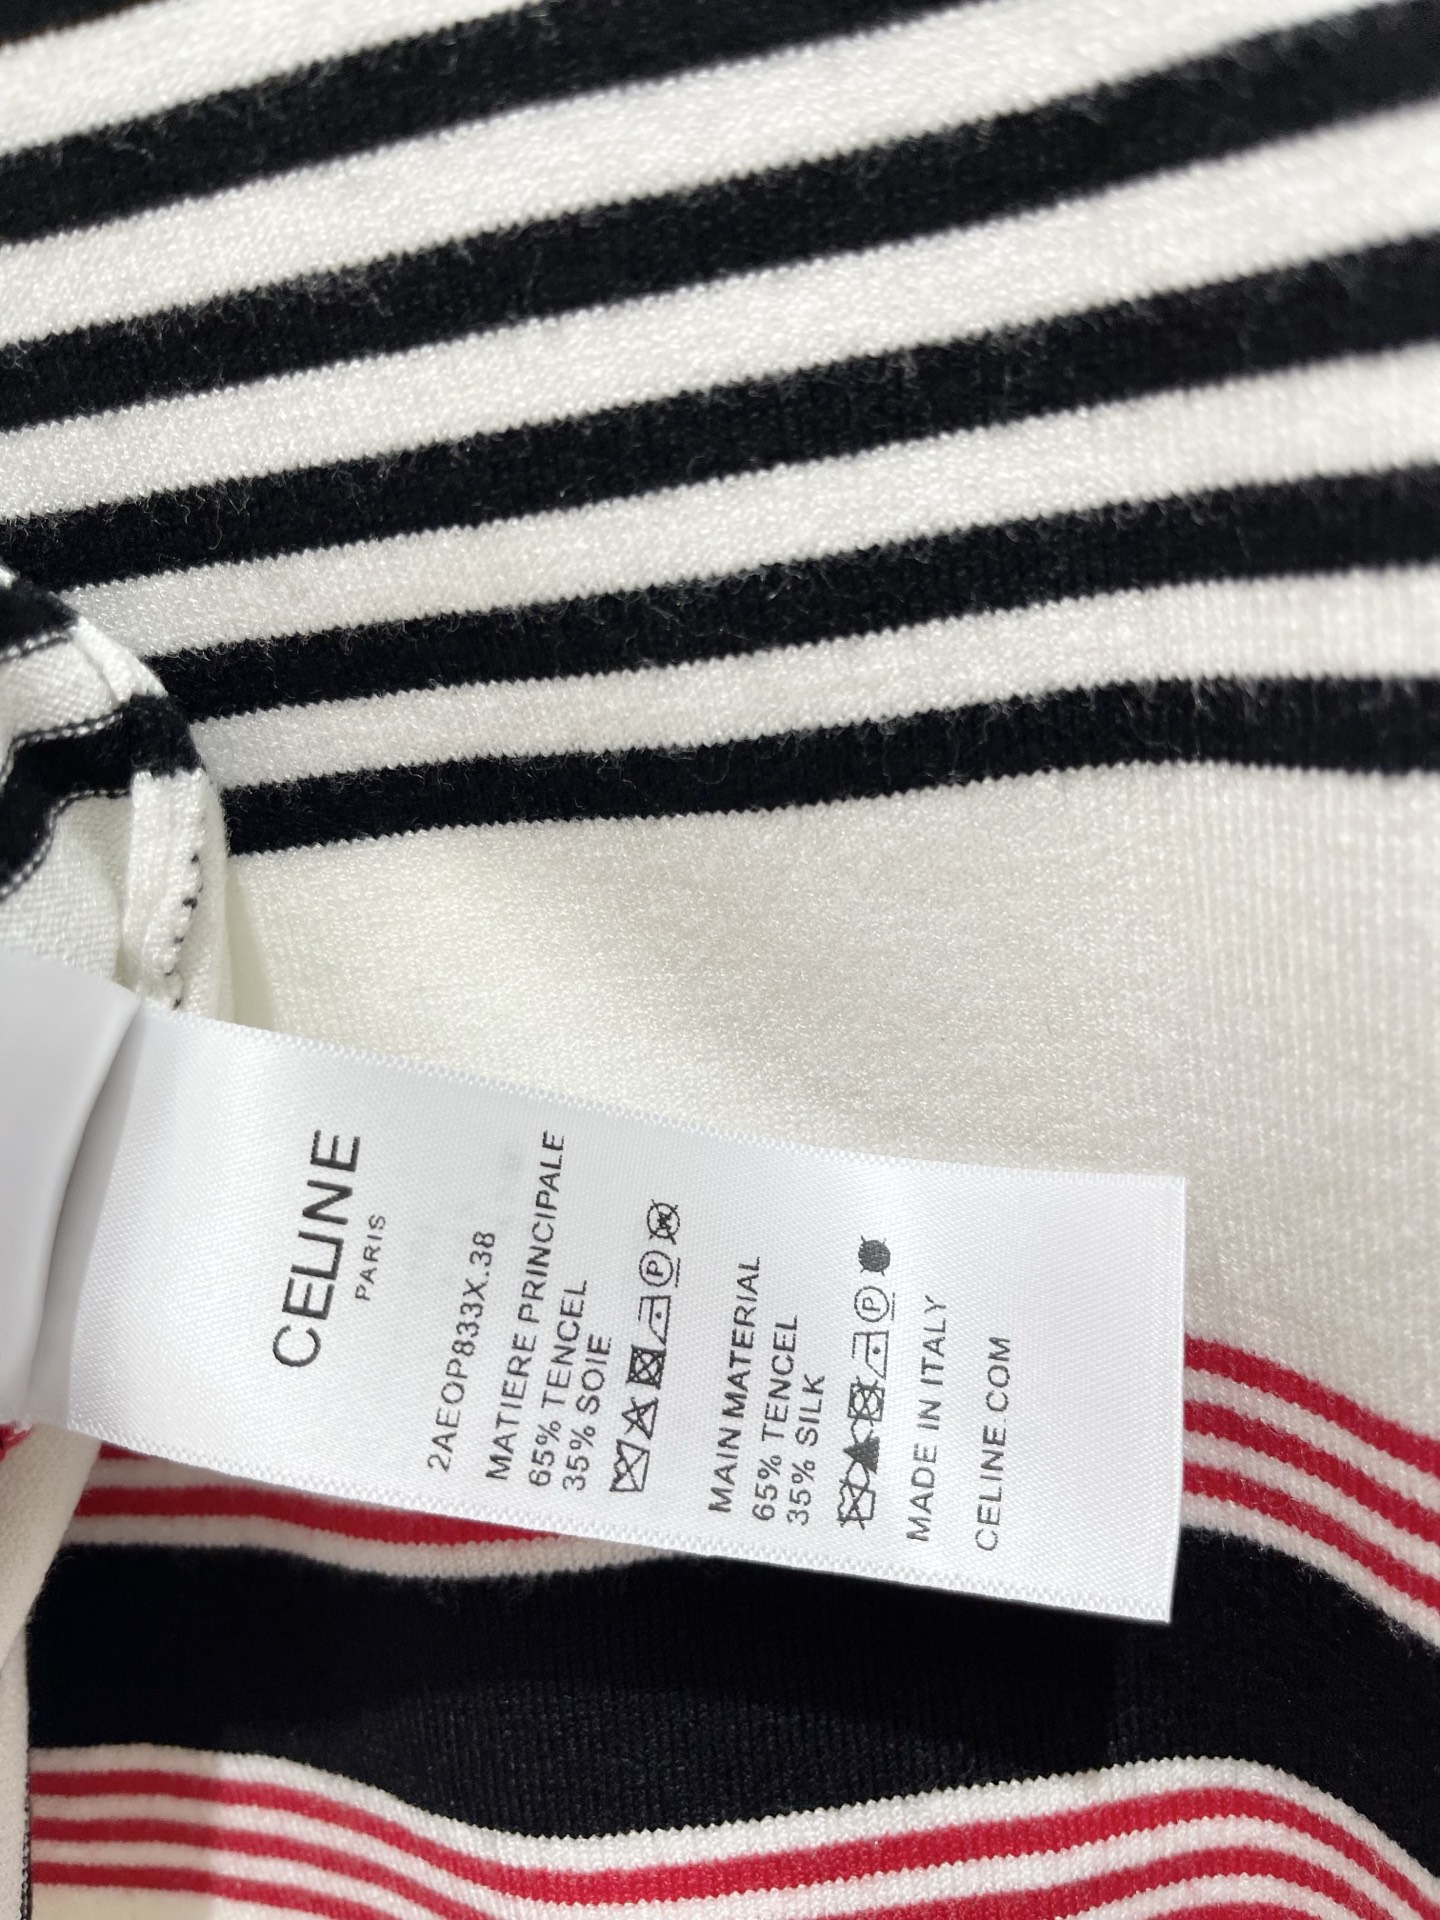 CELINE
PARIS
2AEOP833X.38
MATIERE PRINCIPALE
65% TENCEL
35% SOIE
MAIN MATERIAL
65% TENCEL
35% SILK
MADE IN ITALY
CELINE.COM